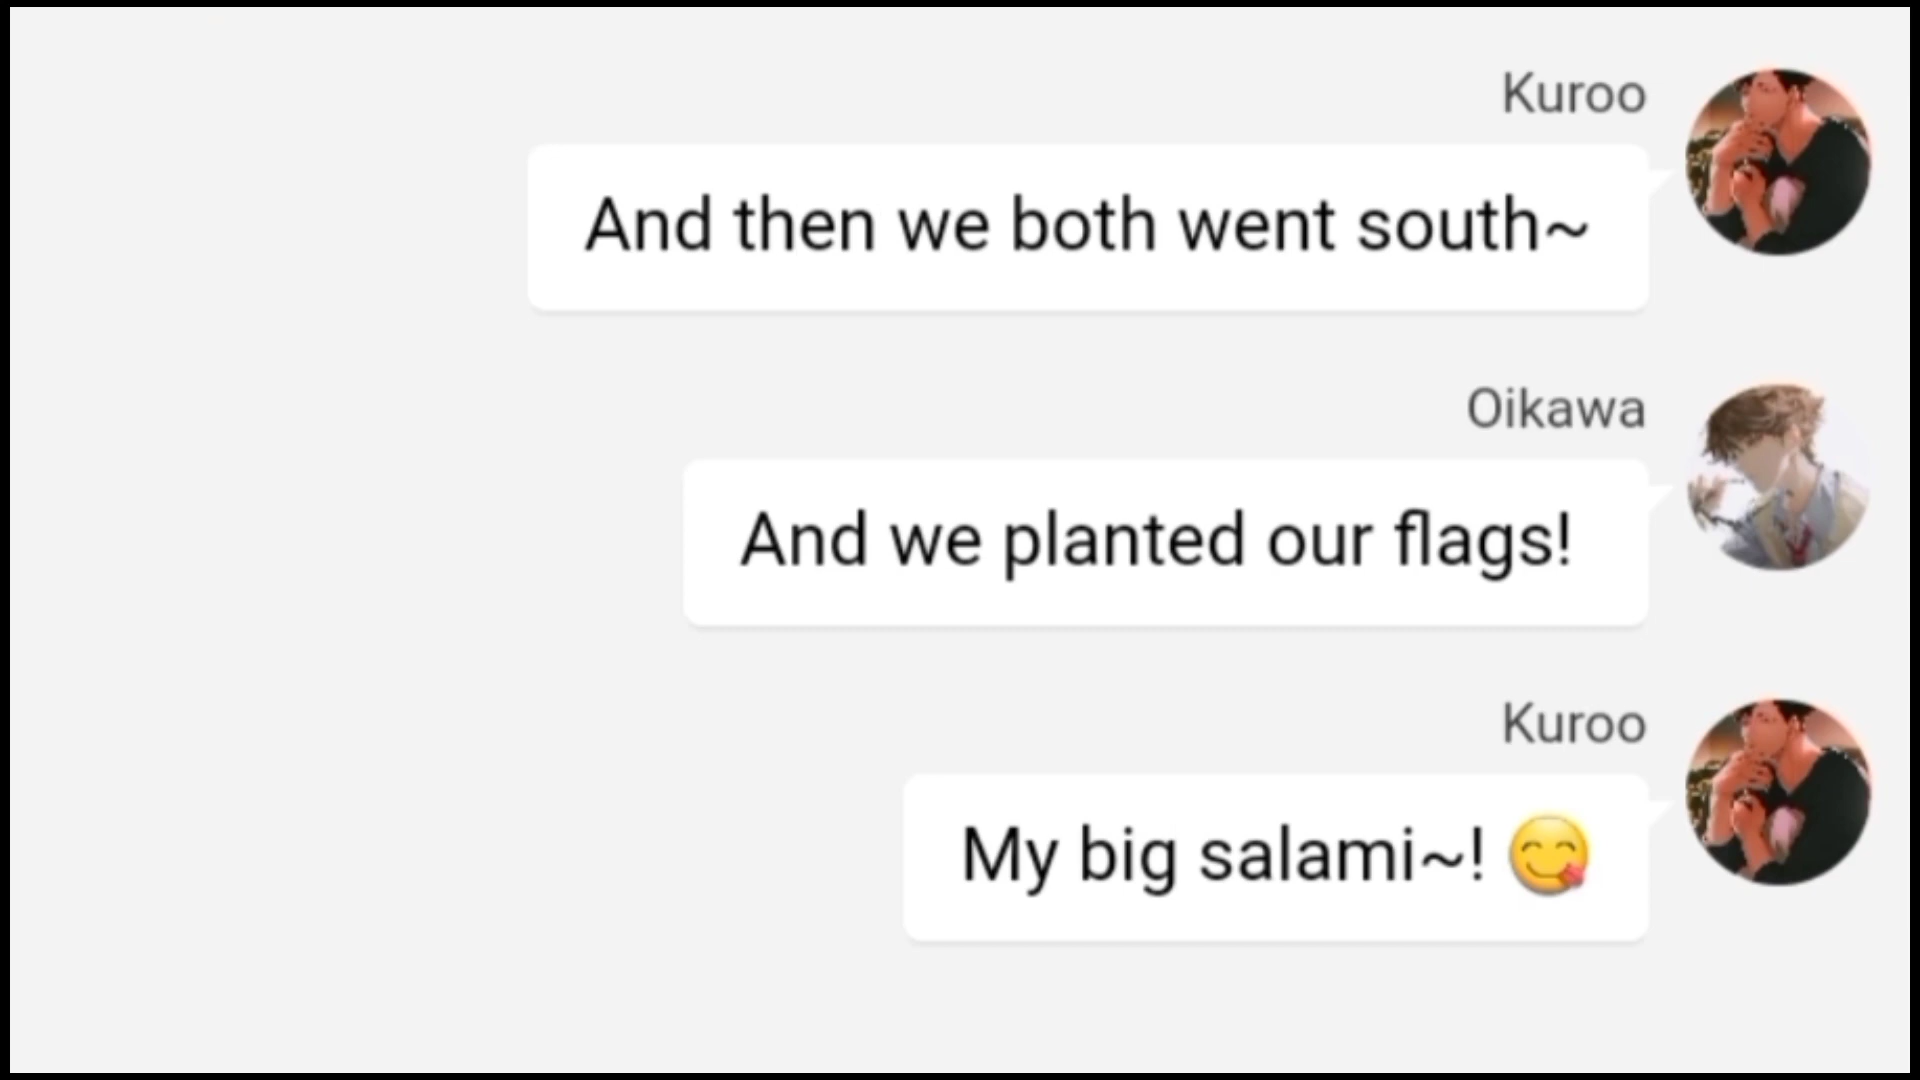 Kuroo
And then we both went south~
Oikawa
And we planted our flags!
Kuroo
My big salami~! 😋